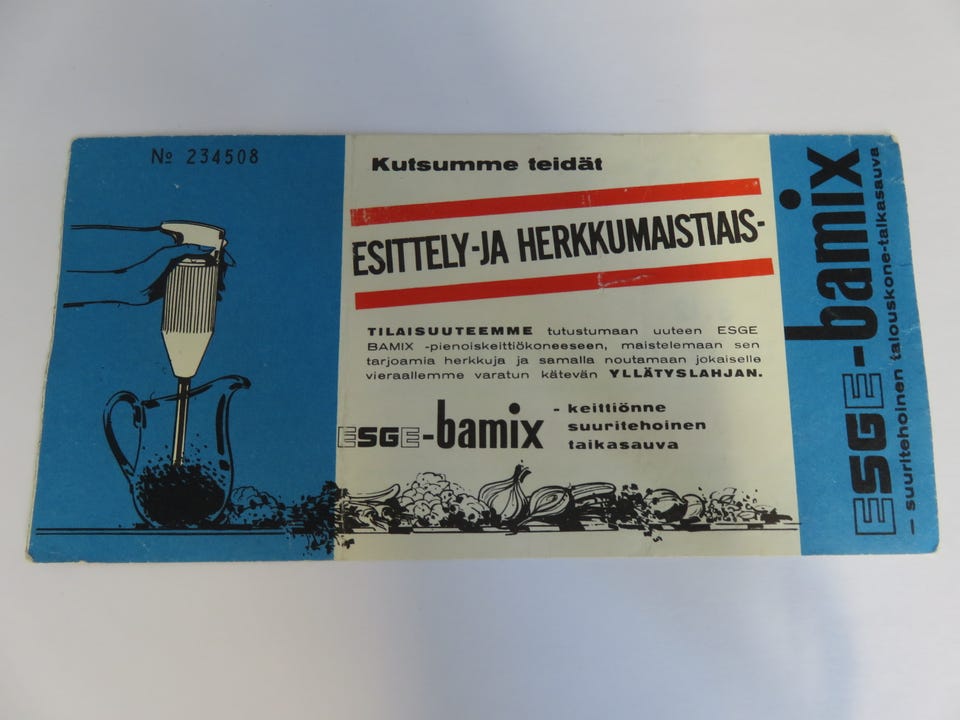 № 234508
Kutsumme teidät
ESITTELY-JA HERKKUMAISTIAIS-
TILAISUUTEEMME tutustumaan uuteen ESGE
BAMIX -pienoiskeittiökoneeseen, maistelemaan sen
tarjoamia herkkuja ja samalla noutamaan jokaiselle
vieraallemme varatun kätevän YLLÄTYSLAHJAN.
ESGE-bamix - keittiönne
suuritehoinen
taikasauva
ESGE-bamix
- suuritehoinen talouskone-taikasauva